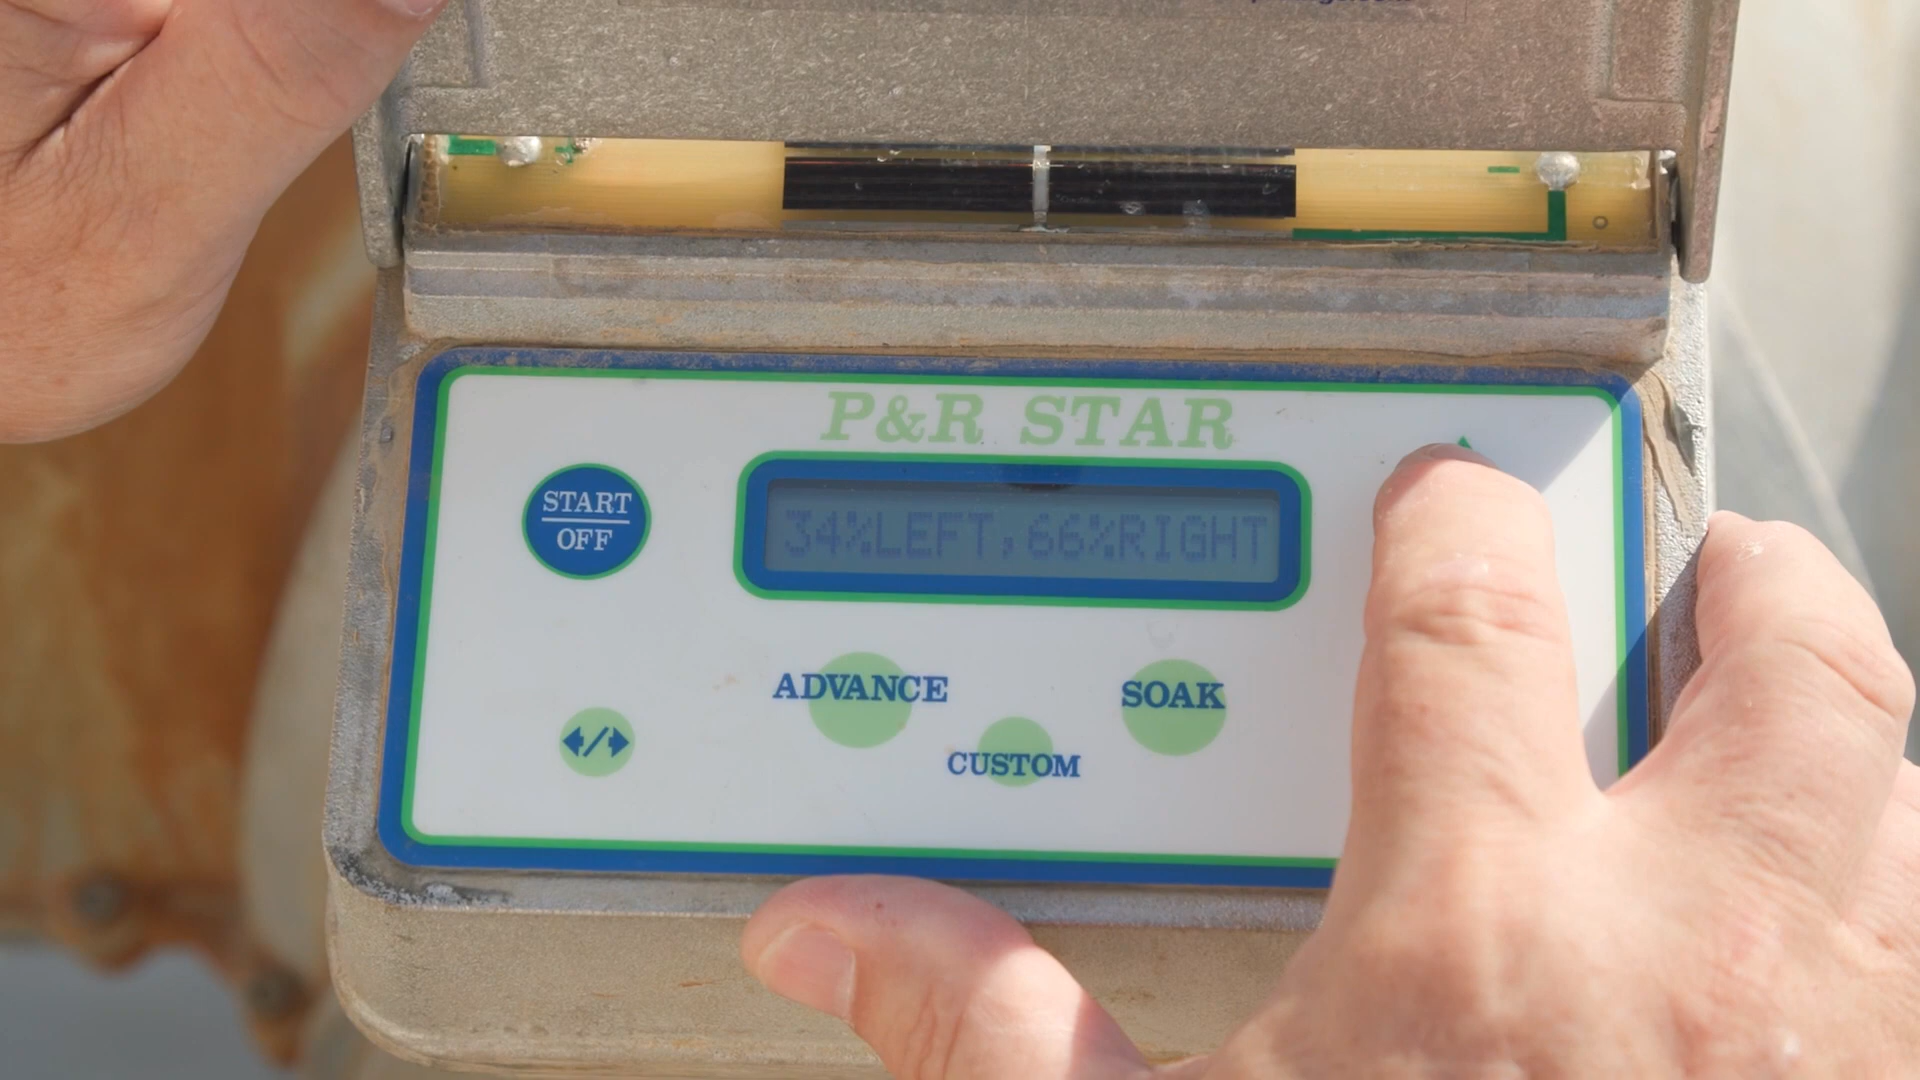 P&R STAR
START
OFF
34%LEFT,66%RIGHT
ADVANCE
SOAK
CUSTOM